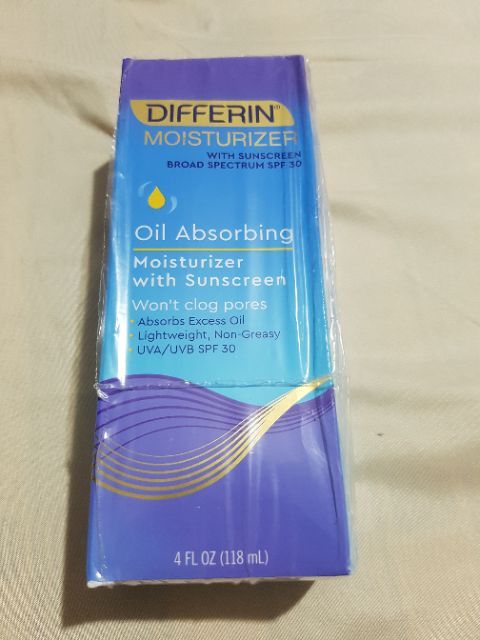 DIFFERIN®
MOISTURIZER
WITH SUNSCREEN
BROAD SPECTRUM SPF 30
Oil Absorbing
Moisturizer
with Sunscreen
Won't clog pores
• Absorbs Excess Oil
• Lightweight, Non-Greasy
• UVA/UVB SPF 30
4 FL OZ (118 mL)